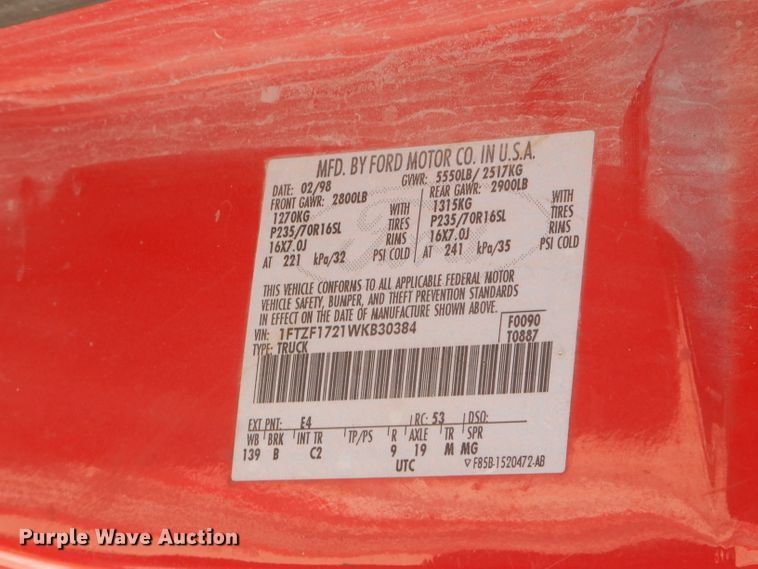 MFD. BY FORD MOTOR CO. IN U.S.A.
DATE: 02/98 GVWR: 5550LB/ 2517KG
FRONT GAWR: 2800LB REAR GAWR: 2900LB
1270KG WITH 1315KG WITH
P235/70R16SL TIRES P235/70R16SL TIRES
16X7.0J RIMS 16X7.0J RIMS
AT 221 kPa/32 PSI COLD AT 241 kPa/35 PSI COLD
THIS VEHICLE CONFORMS TO ALL APPLICABLE FEDERAL MOTOR
VEHICLE SAFETY, BUMPER, AND THEFT PREVENTION STANDARDS
IN EFFECT ON THE DATE OF MANUFACTURE SHOWN ABOVE.
VIN: 1FTZF1721WKB30384 F0090
TYPE: TRUCK T0887
EXT PNT: E4 RC: 53 DSO:
WB BRK INT TR TP/PS R AXLE TR SPR
139 B C2 9 19 M MG
UTC F85B-1520472-AB
Purple Wave Auction